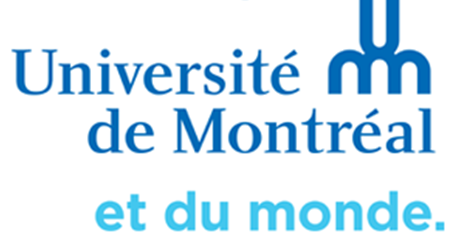 Université
de Montréal
et du monde.